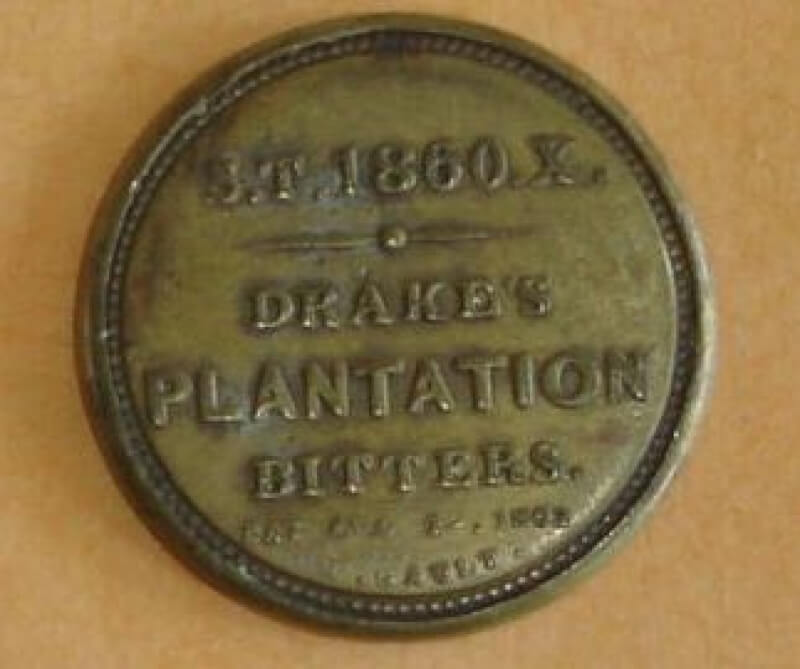 S.T.1860.X.
DRAKE'S
PLANTATION
BITTERS.